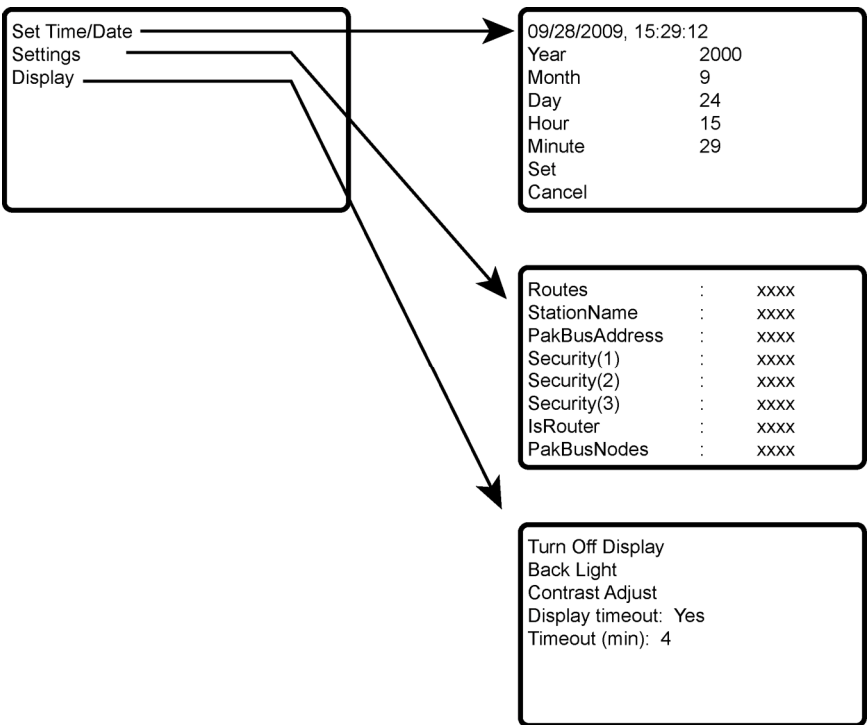 Set Time/Date
Settings
Display
09/28/2009, 15:29:12
Year 2000
Month 9
Day 24
Hour 15
Minute 29
Set
Cancel
Routes : xxxx
StationName : xxxx
PakBusAddress : xxxx
Security(1) : xxxx
Security(2) : xxxx
Security(3) : xxxx
IsRouter : xxxx
PakBusNodes : xxxx
Turn Off Display
Back Light
Contrast Adjust
Display timeout: Yes
Timeout (min): 4